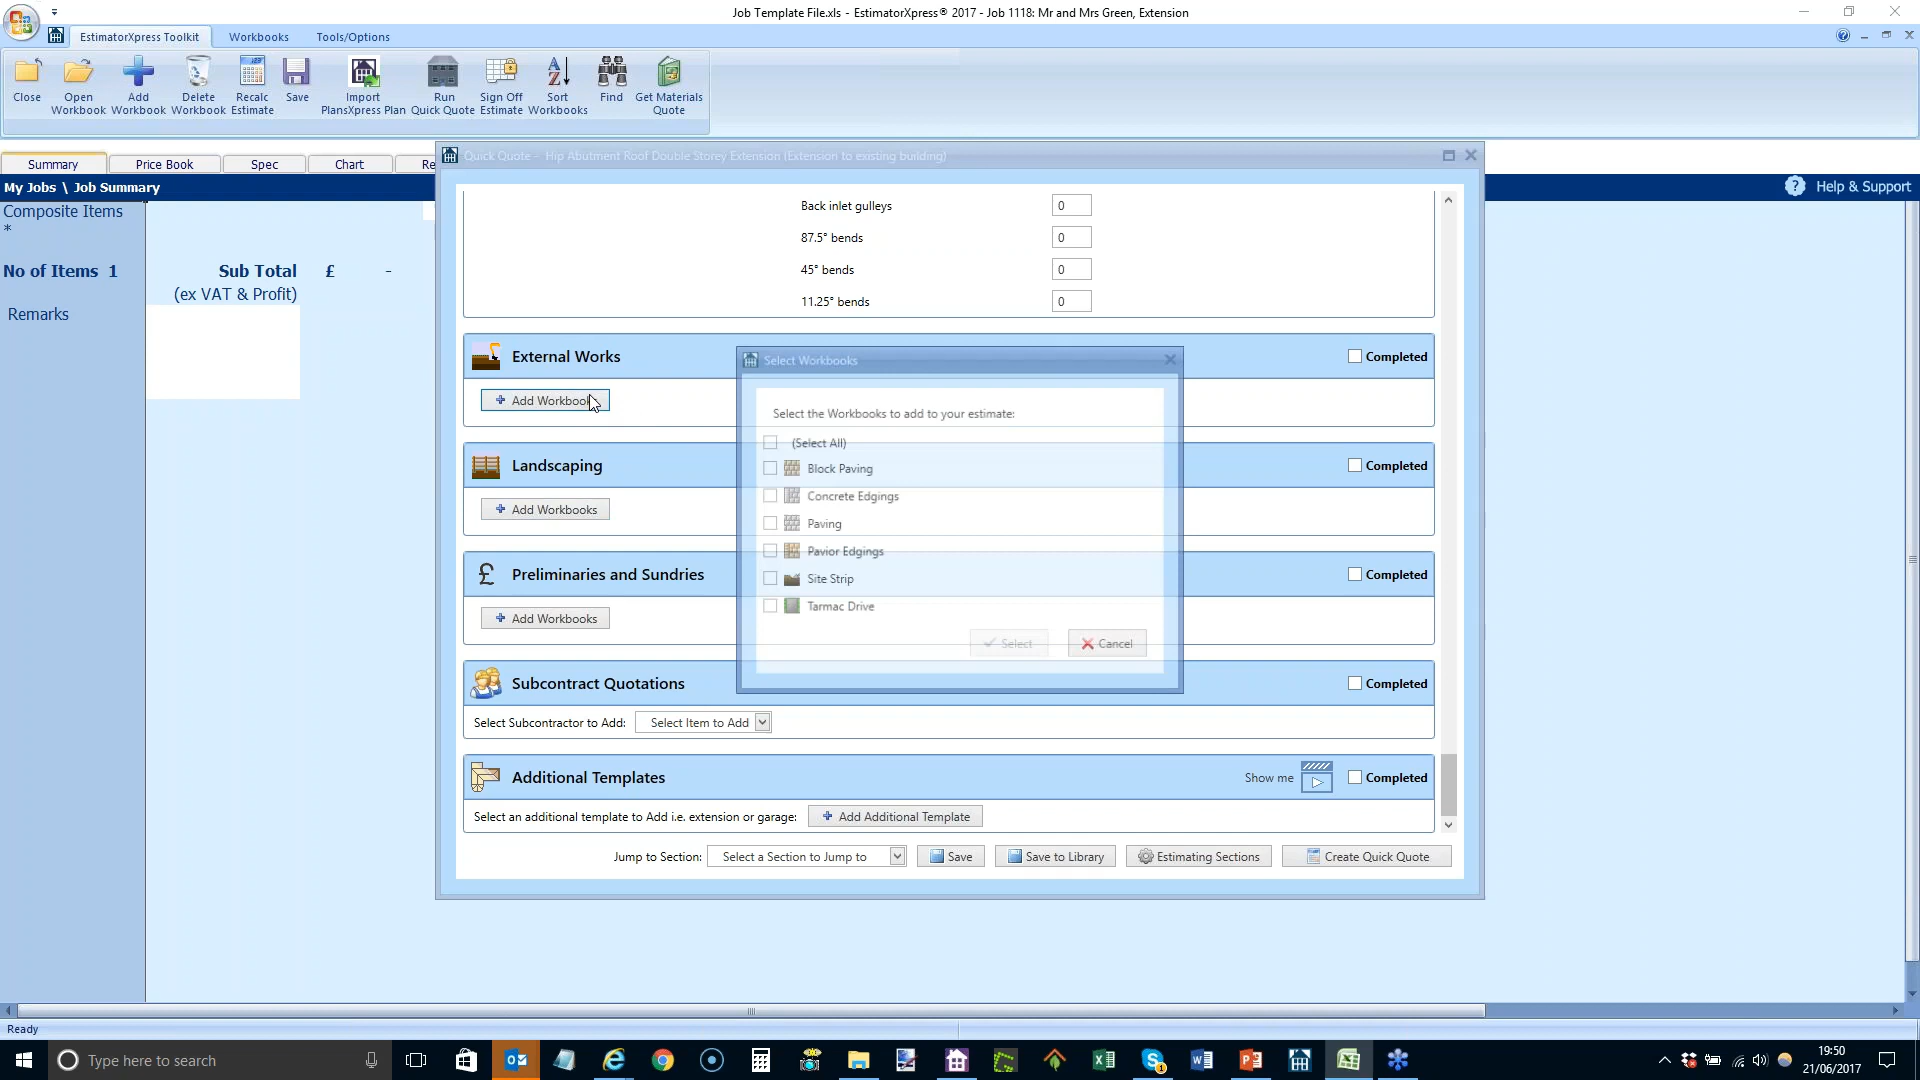 Job Template File.xls - EstimatorXpress® 2017 - Job 1118: Mr and Mrs Green, Extension
EstimatorXpress Toolkit
Workbooks
Tools/Options
Close
Open Workbook
Add Workbook
Delete Workbook
Recalc Estimate
Save
Import PlansXpress Plan
Run Quick Quote
Sign Off Estimate
Sort Workbooks
Find
Get Materials Quote
Summary
Price Book
Spec
Chart
Re
My Jobs \ Job Summary
? Help & Support
Composite Items
*
No of Items 1
Sub Total £ -
(ex VAT & Profit)
Remarks
Quick Quote - Hip Abutment Roof Double Storey Extension (Extension to existing building)
Back inlet gulleys 0
87.5° bends 0
45° bends 0
11.25° bends 0
External Works
Completed
+ Add Workbook
Landscaping
Completed
+ Add Workbooks
£ Preliminaries and Sundries
Completed
+ Add Workbooks
Subcontract Quotations
Completed
Select Subcontractor to Add: Select Item to Add
Additional Templates
Show me
Completed
Select an additional template to Add i.e. extension or garage: + Add Additional Template
Jump to Section: Select a Section to Jump to
Save
Save to Library
Estimating Sections
Create Quick Quote
Select Workbooks
Select the Workbooks to add to your estimate:
(Select All)
Block Paving
Concrete Edgings
Paving
Pavior Edgings
Site Strip
Tarmac Drive
Select
Cancel
Ready
Type here to search
19:50
21/06/2017